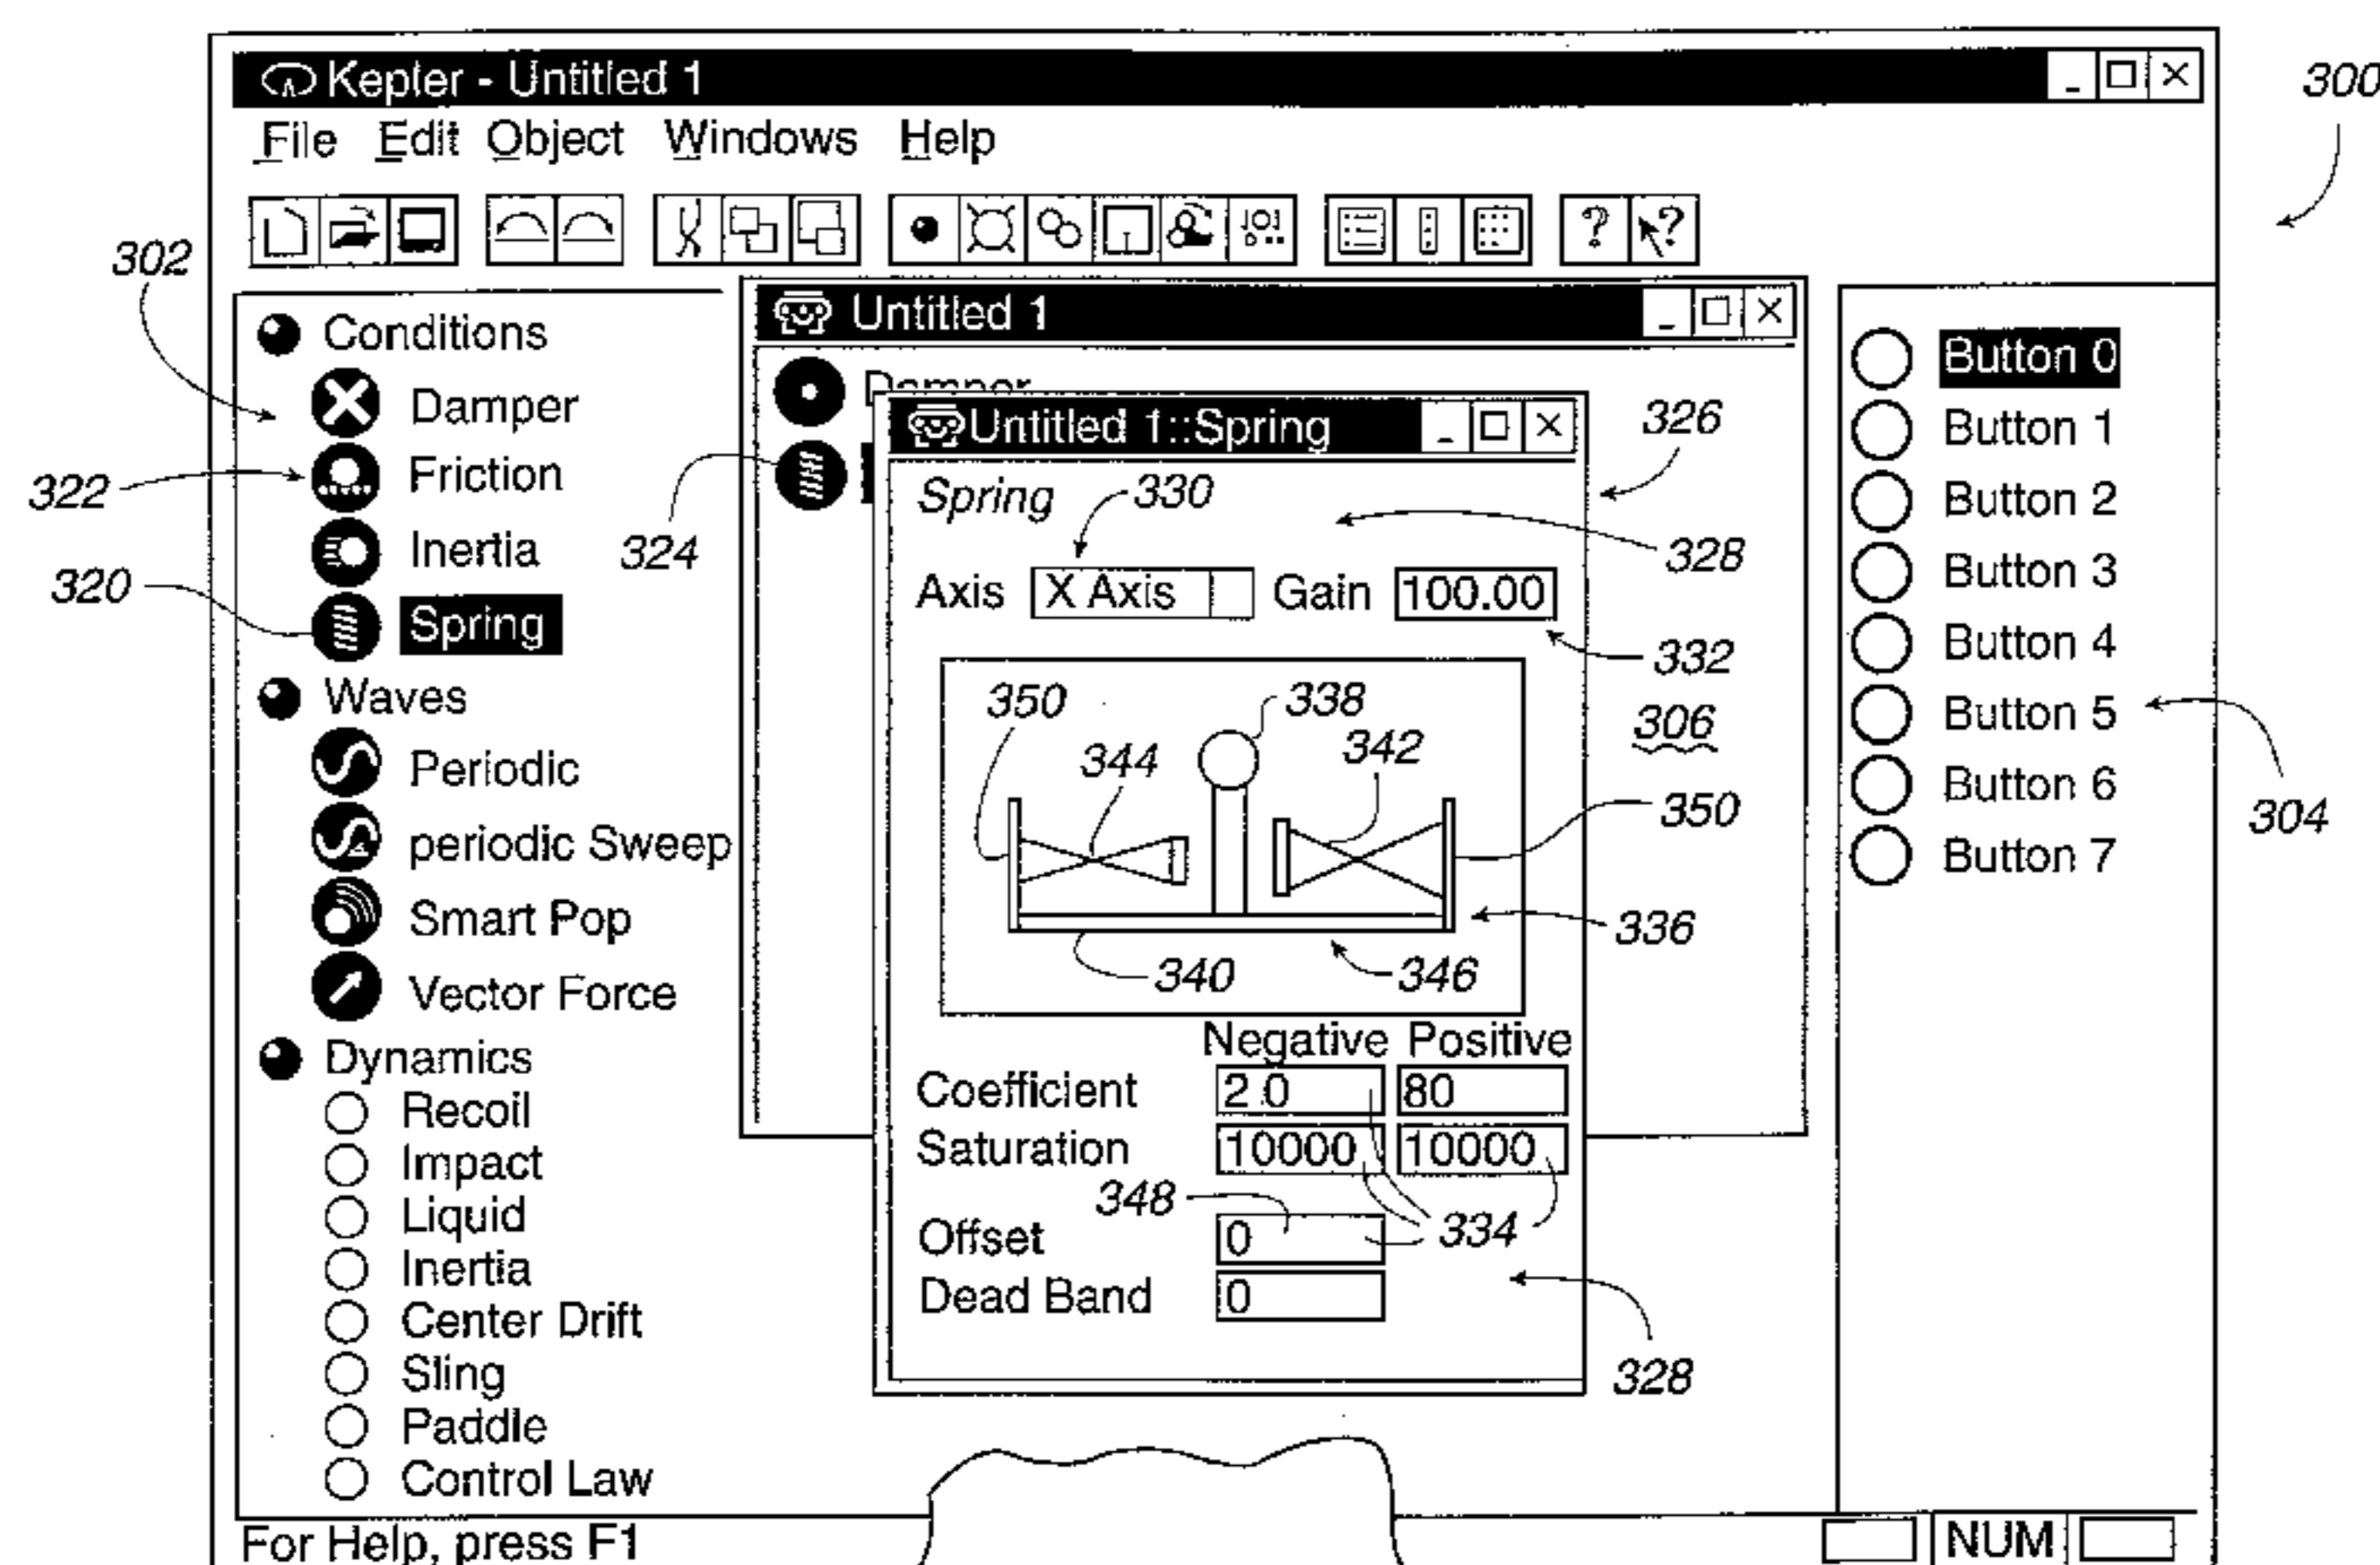 Kepler - Untitled 1
300
File Edit Object Windows Help
302
Conditions
Damper
322
Friction
Inertia
320
Spring
Waves
Periodic
periodic Sweep
Smart Pop
Vector Force
Dynamics
Recoil
Impact
Liquid
Inertia
Center Drift
Sling
Paddle
Control Law
Untitled 1
Damper
324
Untitled 1::Spring
326
Spring
330
328
Axis X Axis Gain 100.00
332
350
338
306
344
342
350
336
340
346
Negative Positive
Coefficient 2.0 80
Saturation 10000 10000
348
334
Offset 0
Dead Band 0
328
Button 0
Button 1
Button 2
Button 3
Button 4
Button 5
Button 6
Button 7
304
For Help, press F1
NUM